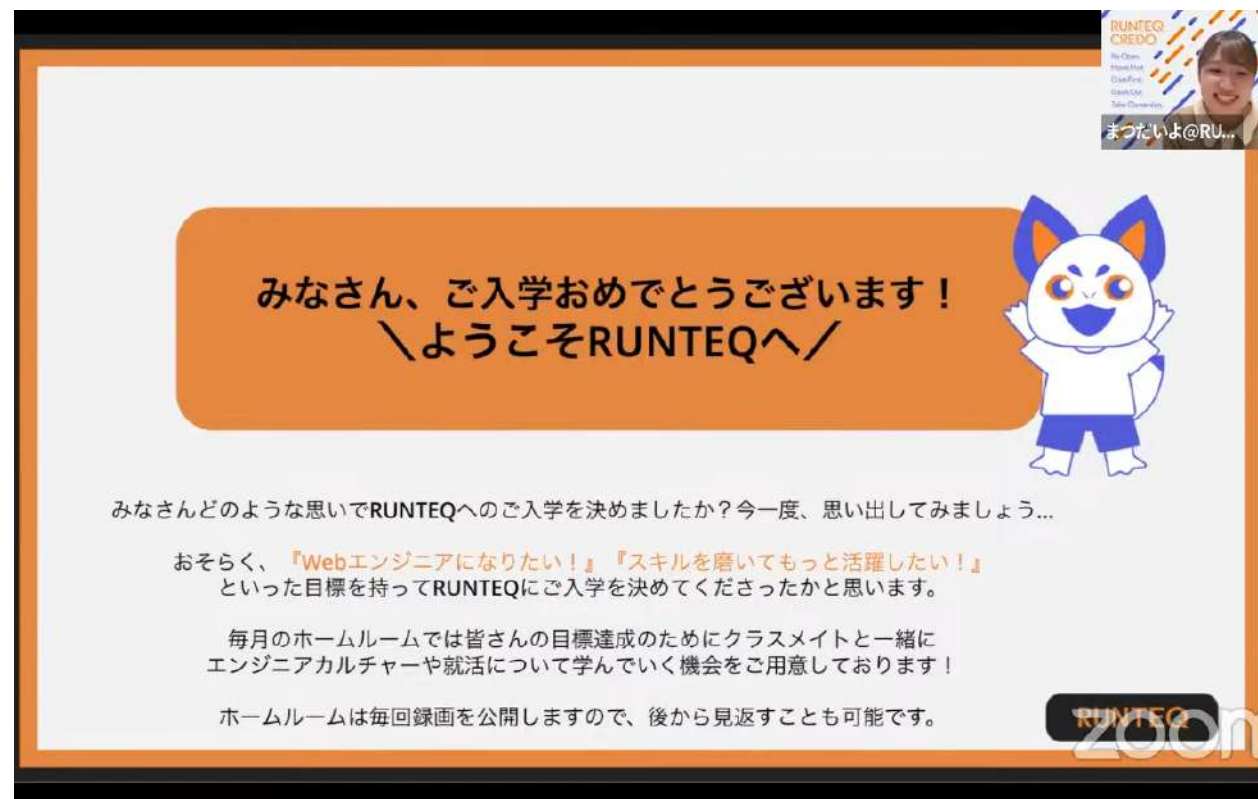 RUNTEQ
CREDO
Be Open
Move Fast
Give First
Geek Out
Take Ownership
まつだいよ@RU...
みなさん、ご入学おめでとうございます！
＼ようこそRUNTEQへ／
みなさんどのような思いでRUNTEQへのご入学を決めましたか？今一度、思い出してみましょう...
おそらく、『Webエンジニアになりたい！』『スキルを磨いてもっと活躍したい！』
といった目標を持ってRUNTEQにご入学を決めてくださったかと思います。
毎月のホームルームでは皆さんの目標達成のためにクラスメイトと一緒に
エンジニアカルチャーや就活について学んでいく機会をご用意しております！
ホームルームは毎回録画を公開しますので、後から見返すことも可能です。
RUNTEQ
zoom